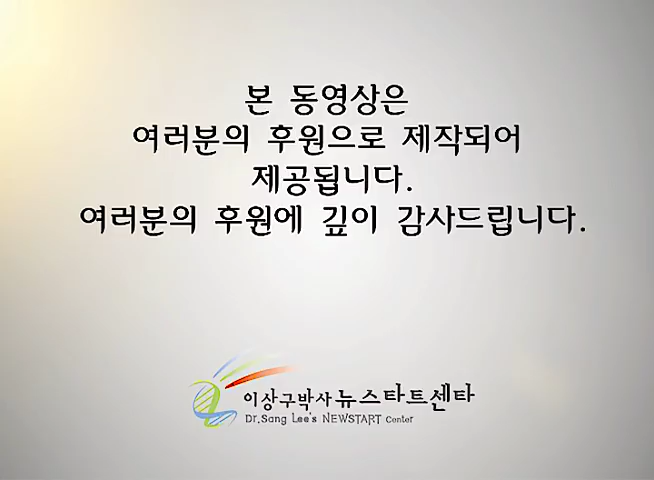 본 동영상은
여러분의 후원으로 제작되어
제공됩니다.
여러분의 후원에 깊이 감사드립니다.
이상구박사 뉴스타트센타
Dr.Sang Lee's NEWSTART Center